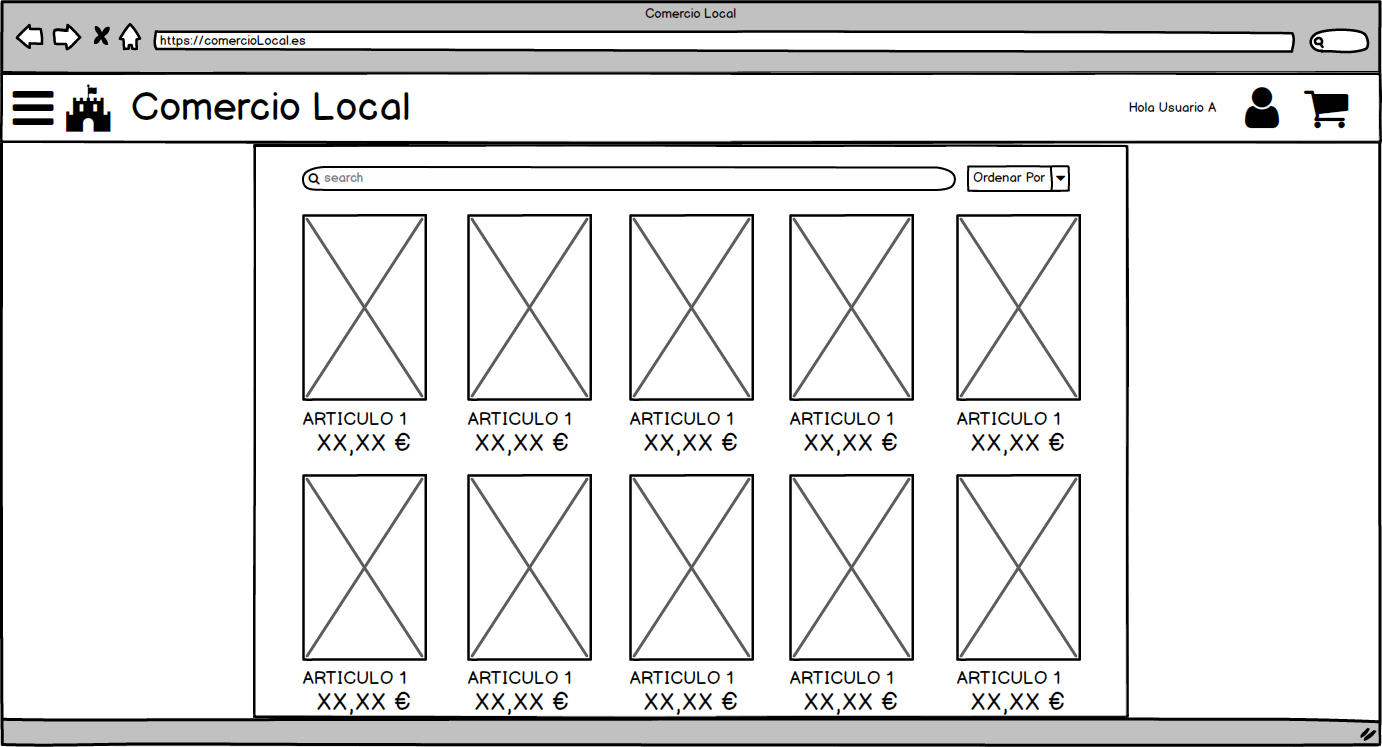 Comercio Local
https://comercioLocal.es
Comercio Local
Hola Usuario A
search
Ordenar Por
ARTICULO 1 ARTICULO 1 ARTICULO 1 ARTICULO 1 ARTICULO 1
XX,XX € XX,XX € XX,XX € XX,XX € XX,XX €
ARTICULO 1 ARTICULO 1 ARTICULO 1 ARTICULO 1 ARTICULO 1
XX,XX € XX,XX € XX,XX € XX,XX € XX,XX €